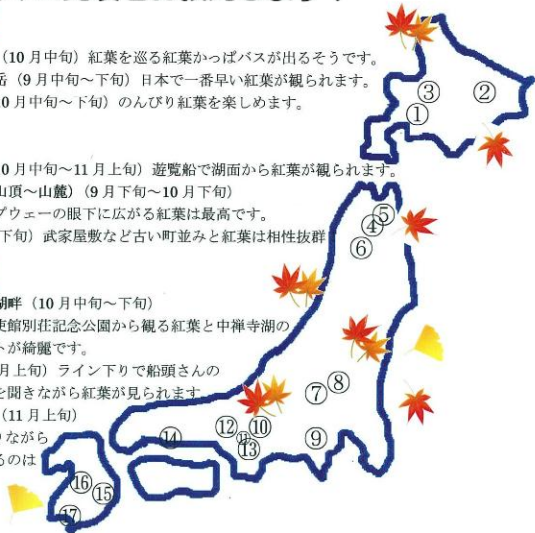 （10月中旬）紅葉を巡る紅葉かっぱバスが出るそうです。
岳（9月中旬～下旬）日本で一番早い紅葉が観られます。
0月中旬～下旬）のんびり紅葉を楽しめます。
0月中旬～11月上旬）遊覧船で湖面から紅葉が観られます。
山頂～山麓）（9月下旬～10月下旬）
プウェーの眼下に広がる紅葉は最高です。
下旬）武家屋敷など古い町並みと紅葉は相性抜群
湖畔（10月中旬～下旬）
使館別荘記念公園から観る紅葉と中禅寺湖の
トが綺麗です。
月上旬）ライン下りで船頭さんの
を聞きながら紅葉が見られます
（11月上旬）
りながら
るのは
③
②
①
⑤
④
⑥
⑧
⑦
⑨
⑩
⑫
⑪
⑬
⑭
⑯
⑮
⑰